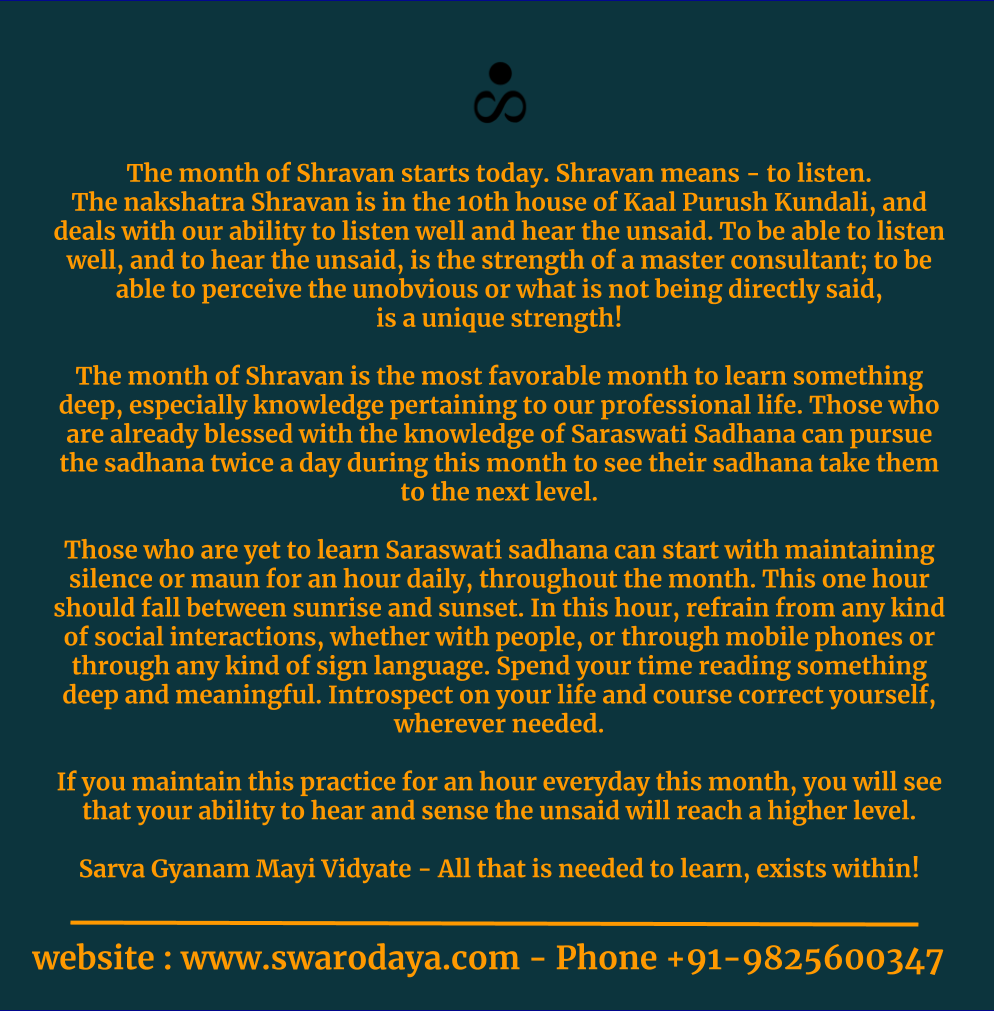 The month of Shravan starts today. Shravan means - to listen.
The nakshatra Shravan is in the 10th house of Kaal Purush Kundali, and
deals with our ability to listen well and hear the unsaid. To be able to listen
well, and to hear the unsaid, is the strength of a master consultant; to be
able to perceive the unobvious or what is not being directly said,
is a unique strength!
The month of Shravan is the most favorable month to learn something
deep, especially knowledge pertaining to our professional life. Those who
are already blessed with the knowledge of Saraswati Sadhana can pursue
the sadhana twice a day during this month to see their sadhana take them
to the next level.
Those who are yet to learn Saraswati sadhana can start with maintaining
silence or maun for an hour daily, throughout the month. This one hour
should fall between sunrise and sunset. In this hour, refrain from any kind
of social interactions, whether with people, or through mobile phones or
through any kind of sign language. Spend your time reading something
deep and meaningful. Introspect on your life and course correct yourself,
wherever needed.
If you maintain this practice for an hour everyday this month, you will see
that your ability to hear and sense the unsaid will reach a higher level.
Sarva Gyanam Mayi Vidyate - All that is needed to learn, exists within!
website : www.swarodaya.com - Phone +91-9825600347